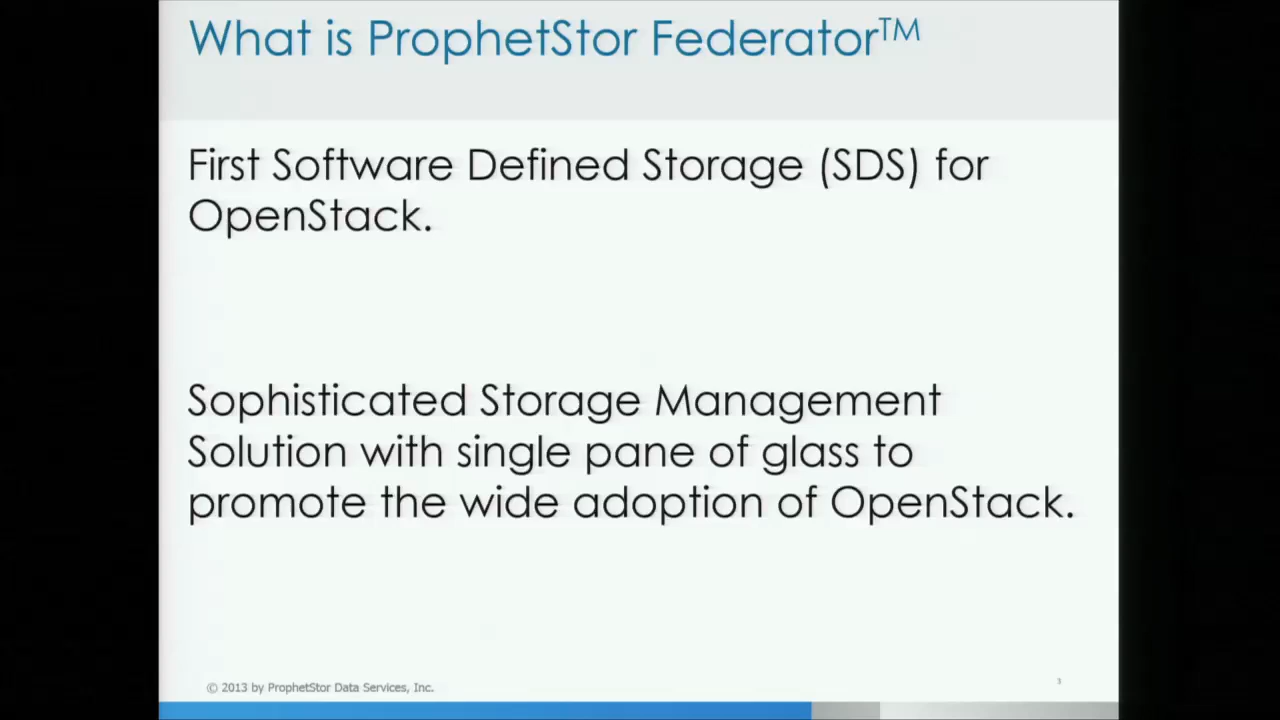 What is ProphetStor Federator™
First Software Defined Storage (SDS) for
OpenStack.
Sophisticated Storage Management
Solution with single pane of glass to
promote the wide adoption of OpenStack.
© 2013 by ProphetStor Data Services, Inc.
3